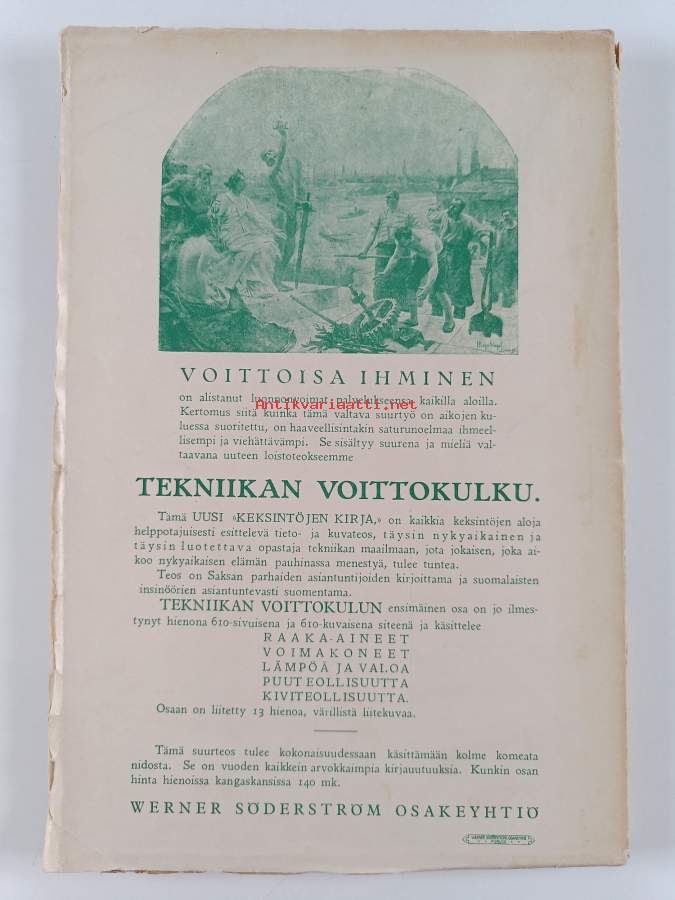 VOITTOISA IHMINEN
on alistanut luonnonvoimat palvelukseensa kaikilla aloilla.
Antikvariaatti.net
Kertomus siitä kuinka tämä valtava suurtyö on aikojen ku-
luessa suoritettu, on haaveellisintakin saturunoelmaa ihmeel-
lisempi ja viehättävämpi. Se sisältyy suurena ja mieliä val-
taavana uuteen loistoteokseemme
TEKNIIKAN VOITTOKULKU.
Tämä UUSI «KEKSINTÖJEN KIRJA,» on kaikkia keksintöjen aloja
helppotajuisesti esittelevä tieto- ja kuvateos, täysin nykyaikainen ja
täysin luotettava opastaja tekniikan maailmaan, jota jokaisen, joka ai-
koo nykyaikaisen elämän pauhinassa menestyä, tulee tuntea.
Teos on Saksan parhaiden asiantuntijoiden kirjoittama ja suomalaisten
insinöörien asiantuntevasti suomentama.
TEKNIIKAN VOITTOKULUN ensimäinen osa on jo ilmes-
tynyt hienona 610-sivuisena ja 610-kuvaisena siteenä ja käsittelee
RAAKA-AINEET
VOIMAKONEET
LÄMPÖÄ JA VALOA
PUUTEOLLISUUTTA
KIVITEOLLISUUTTA.
Osaan on liitetty 13 hienoa, värillistä liitekuvaa.
Tämä suurteos tulee kokonaisuudessaan käsittämään kolme komeata
nidosta. Se on vuoden kaikkein arvokkaimpia kirjauutuuksia. Kunkin osan
hinta hienoissa kangaskansissa 140 mk.
WERNER SÖDERSTRÖM OSAKEYHTIÖ